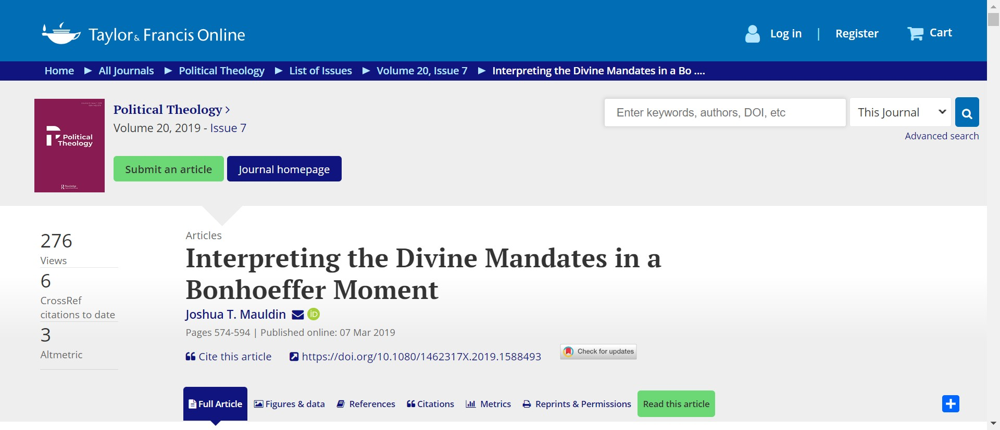 Taylor & Francis Online
Log in | Register
Cart
Home ▶ All Journals ▶ Political Theology ▶ List of Issues ▶ Volume 20, Issue 7 ▶ Interpreting the Divine Mandates in a Bo ....
Political
Theology
Routledge
Political Theology >
Volume 20, 2019 - Issue 7
Submit an article
Journal homepage
Enter keywords, authors, DOI, etc
This Journal
Advanced search
276
Views
6
CrossRef
citations to date
3
Altmetric
Articles
Interpreting the Divine Mandates in a
Bonhoeffer Moment
Joshua T. Mauldin
iD
Pages 574-594 | Published online: 07 Mar 2019
Cite this article
https://doi.org/10.1080/1462317X.2019.1588493
Check for updates
Full Article
Figures & data
References
Citations
Metrics
Reprints & Permissions
Read this article